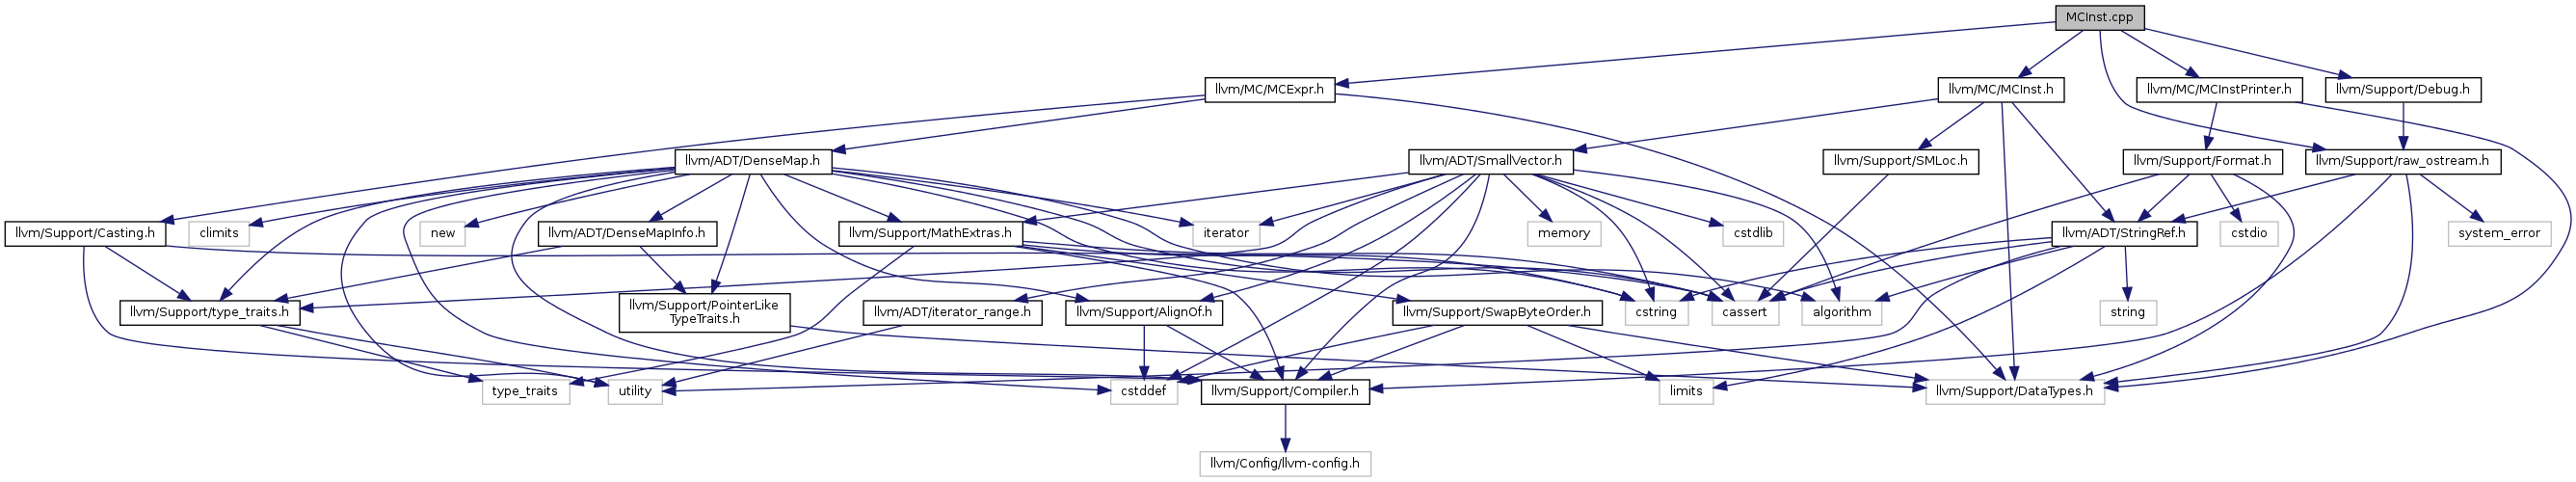 MCInst.cpp
llvm/MC/MCExpr.h
llvm/MC/MCInst.h
llvm/MC/MCInstPrinter.h
llvm/Support/Debug.h
llvm/ADT/DenseMap.h
llvm/ADT/SmallVector.h
llvm/Support/SMLoc.h
llvm/Support/Format.h
llvm/Support/raw_ostream.h
llvm/Support/Casting.h
climits
new
llvm/ADT/DenseMapInfo.h
llvm/Support/MathExtras.h
iterator
memory
cstdlib
llvm/ADT/StringRef.h
cstdio
system_error
llvm/Support/type_traits.h
llvm/Support/PointerLike
TypeTraits.h
llvm/ADT/iterator_range.h
llvm/Support/AlignOf.h
llvm/Support/SwapByteOrder.h
cstring
cassert
algorithm
string
type_traits
utility
cstddef
llvm/Support/Compiler.h
limits
llvm/Support/DataTypes.h
llvm/Config/llvm-config.h